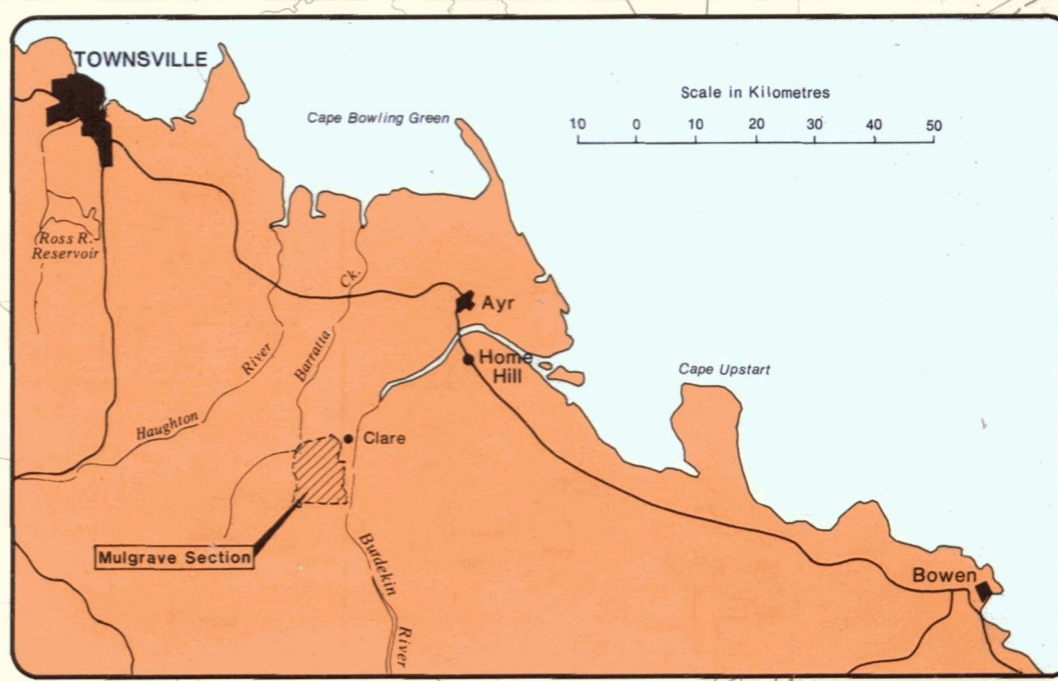 TOWNSVILLE
Scale in Kilometres
10 0 10 20 30 40 50
Cape Bowling Green
Ross R.
Reservoir
Ck.
Barratta
Ayr
River
Haughton
Home
Hill
Cape Upstart
Clare
Mulgrave Section
Burdekin
River
Bowen